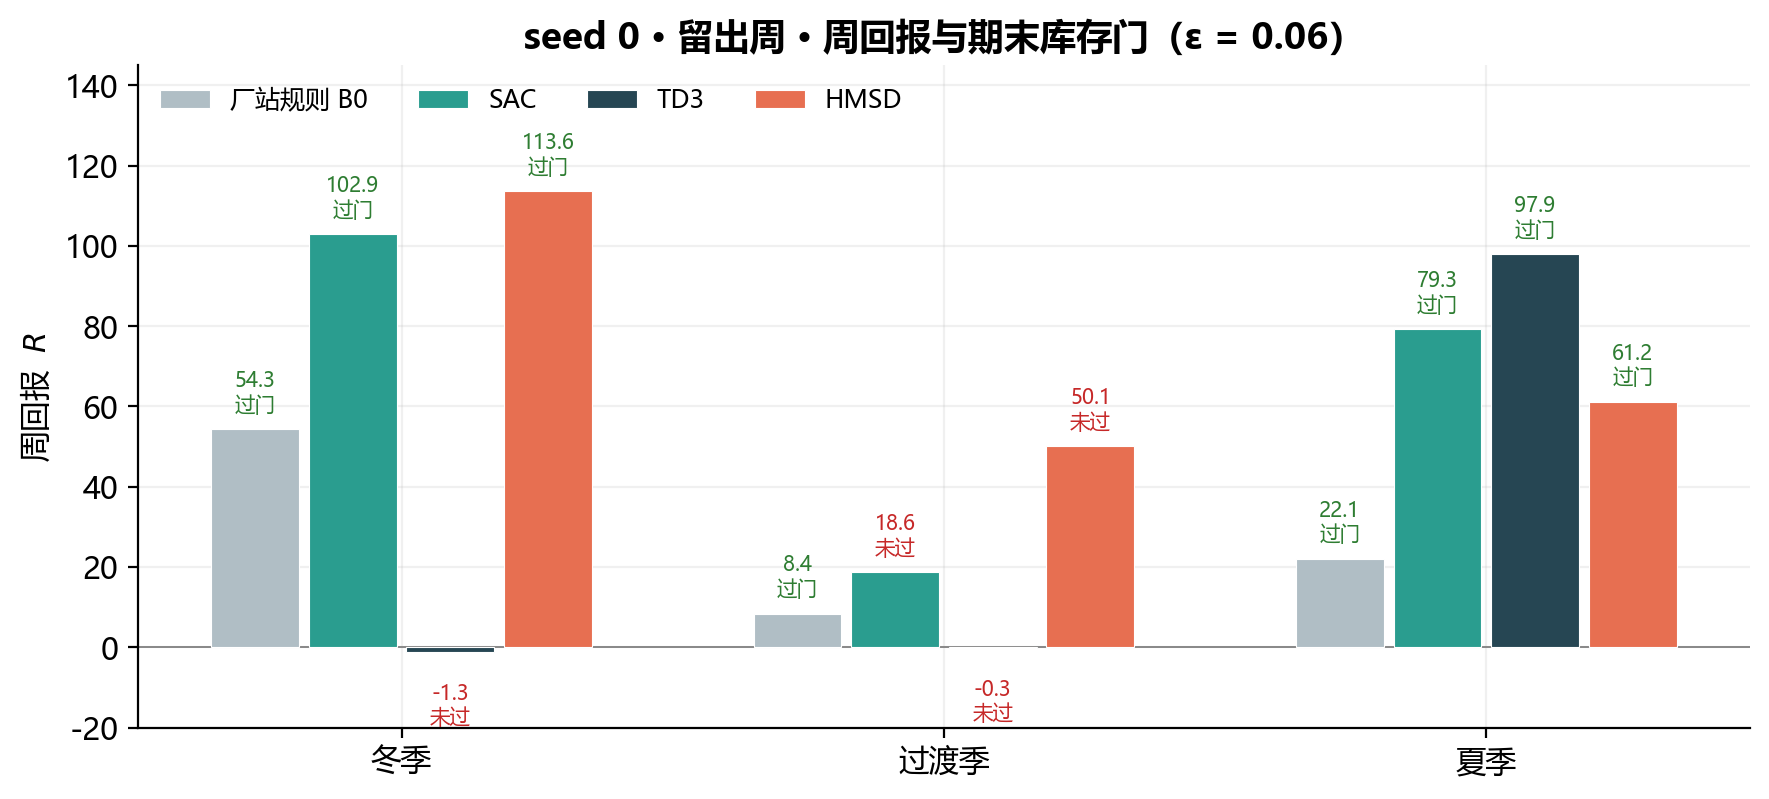 seed 0 • 留出周 • 周回报与期末库存门（ε = 0.06）
厂站规则 B0
SAC
TD3
HMSD
周回报 R
140
120
100
80
60
40
20
0
-20
54.3
过门
102.9
过门
-1.3
未过
113.6
过门
8.4
过门
18.6
未过
-0.3
未过
50.1
未过
22.1
过门
79.3
过门
97.9
过门
61.2
过门
冬季
过渡季
夏季